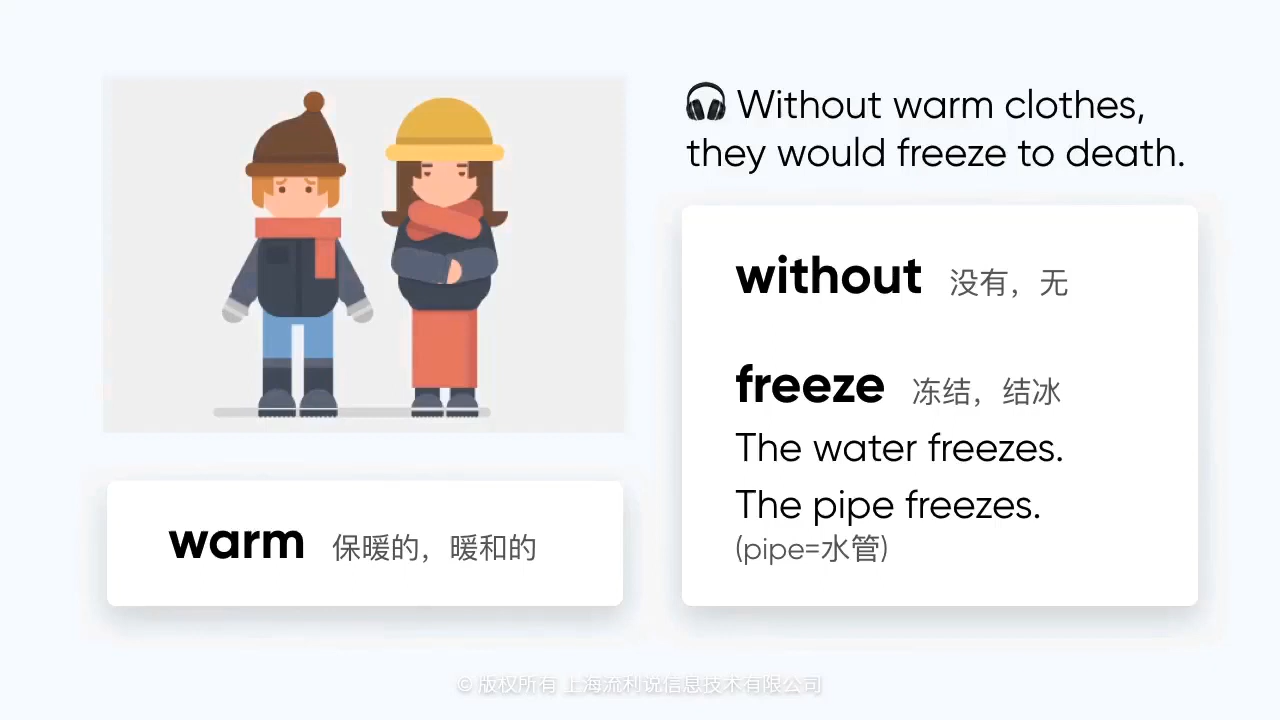 Without warm clothes,
they would freeze to death.
without 没有，无
freeze 冻结，结冰
The water freezes.
The pipe freezes.
(pipe=水管)
warm 保暖的，暖和的
© 版权所有 上海流利说信息技术有限公司